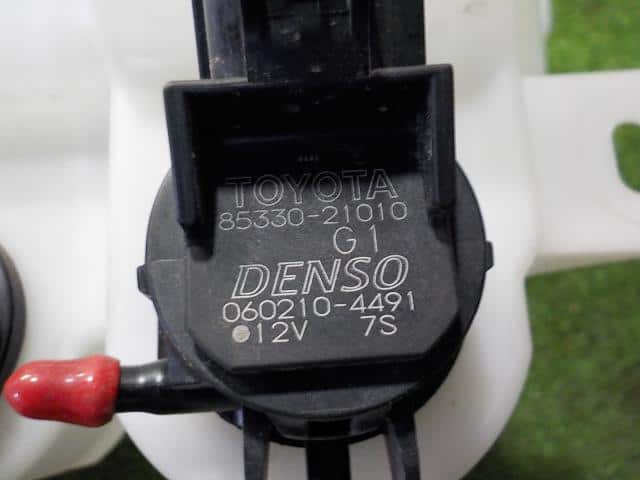 TOYOTA
85330-21010
G1
DENSO
060210-4491
12V 7S